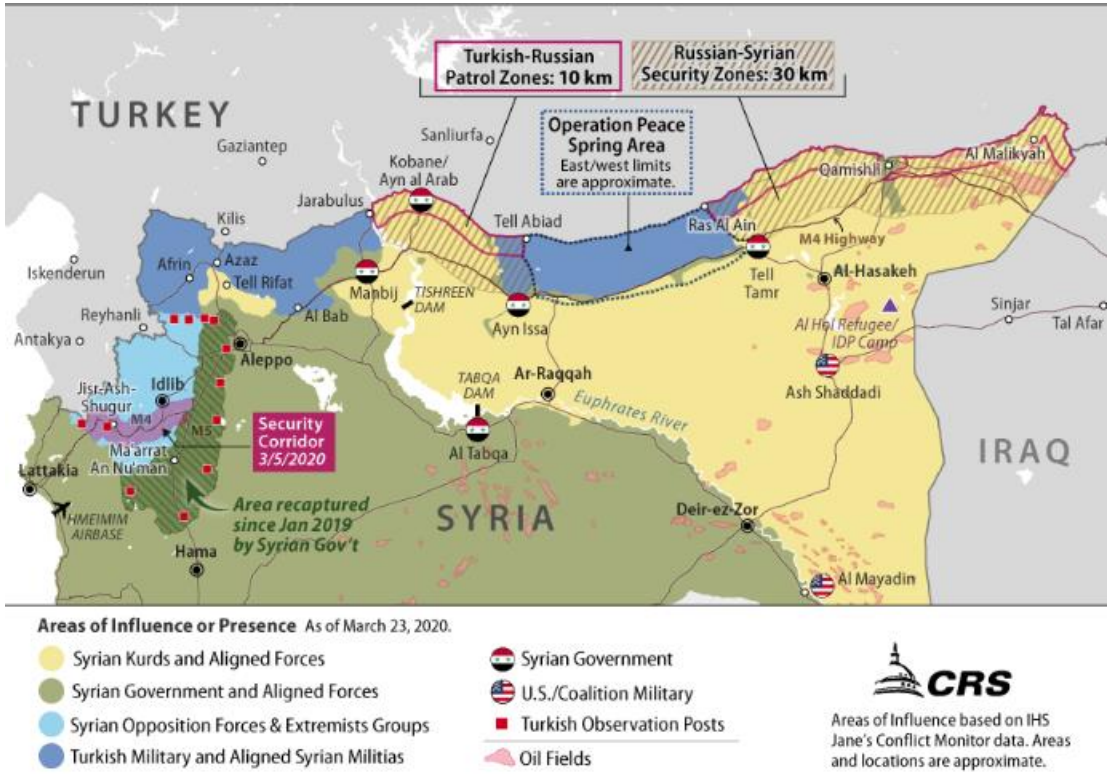 Turkish-Russian
Patrol Zones: 10 km
Russian-Syrian
Security Zones: 30 km
TURKEY
Gaziantep
Sanliurfa
Operation Peace
Spring Area
East/west limits
are approximate.
Kobane/
Ayn al Arab
Al Malikyah
Qamishli
Jarabulus
Tell Abiad
Ras Al Ain
Kilis
M4 Highway
Iskenderun
Afrin
Azaz
Tell Rifat
Manbij
TISHREEN
DAM
Tell
Tamr
Al-Hasakeh
Reyhanli
Al Bab
Ayn Issa
Sinjar
Tal Afar
Antakya
Aleppo
Al Hol Refugee/
IDP Camp
Jisr-Ash-
Shugur
Idlib
TABQA
DAM
Ar-Raqqah
Ash Shaddadi
Euphrates River
M4
M5
Security
Corridor
3/5/2020
Ma'arrat
An Nu'man
Al Tabqa
IRAQ
Lattakia
HMEIMIM
AIRBASE
Area recaptured
since Jan 2019
by Syrian Gov't
SYRIA
Deir-ez-Zor
Hama
Al Mayadin
Areas of Influence or Presence As of March 23, 2020.
Syrian Kurds and Aligned Forces
Syrian Government and Aligned Forces
Syrian Opposition Forces & Extremists Groups
Turkish Military and Aligned Syrian Militias
Syrian Government
U.S./Coalition Military
Turkish Observation Posts
Oil Fields
CRS
Areas of Influence based on IHS
Jane's Conflict Monitor data. Areas
and locations are approximate.